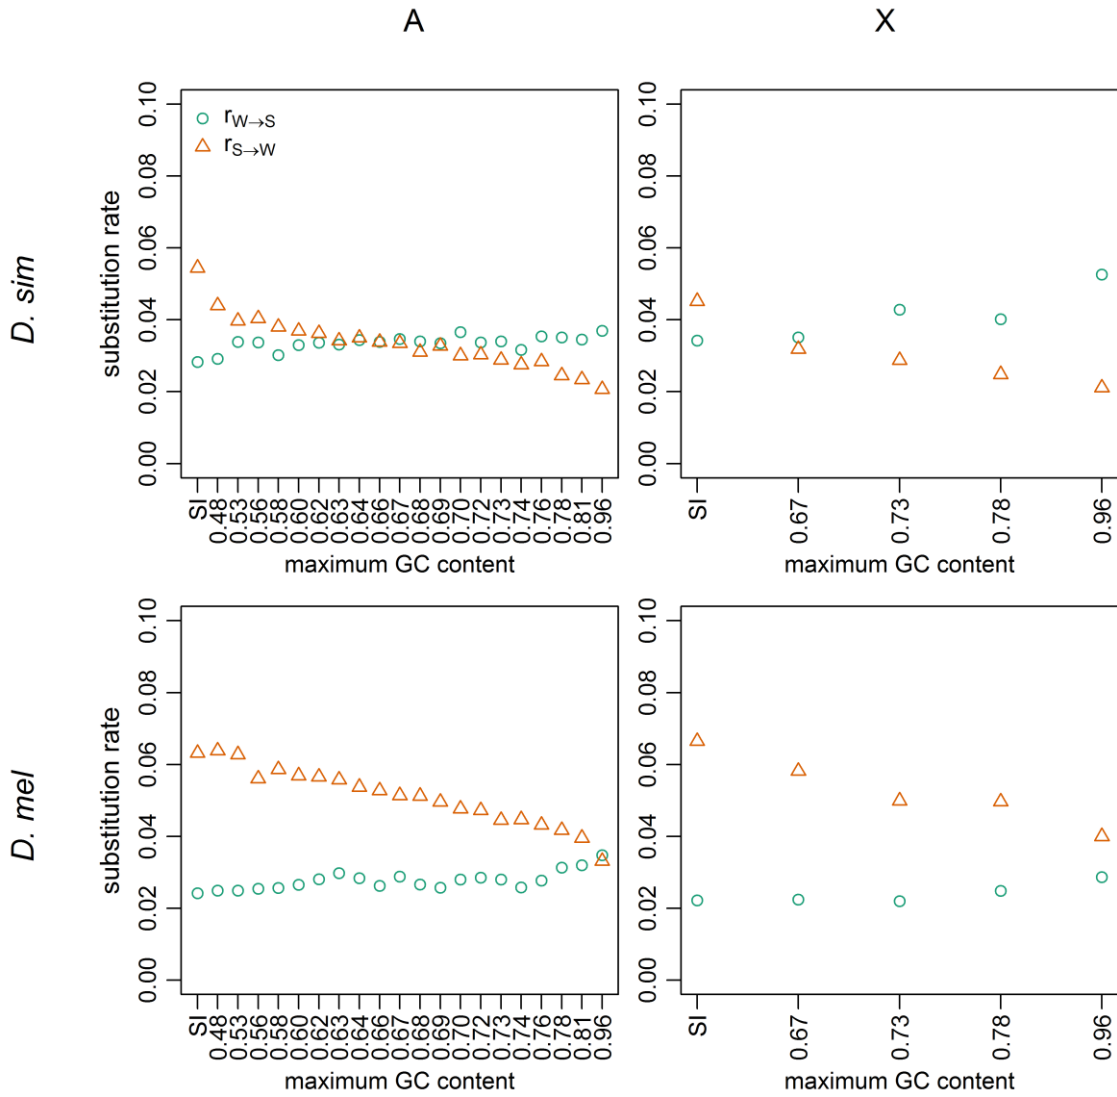 A X
D. sim
substitution rate
0.00 0.02 0.04 0.06 0.08 0.10
r_W→S
r_S→W
SI 0.48 0.53 0.56 0.58 0.60 0.62 0.63 0.64 0.66 0.67 0.68 0.69 0.70 0.72 0.73 0.74 0.76 0.78 0.81 0.96
maximum GC content
0.00 0.02 0.04 0.06 0.08 0.10
SI 0.67 0.73 0.78 0.96
maximum GC content
D. mel
substitution rate
0.00 0.02 0.04 0.06 0.08 0.10
SI 0.48 0.53 0.56 0.58 0.60 0.62 0.63 0.64 0.66 0.67 0.68 0.69 0.70 0.72 0.73 0.74 0.76 0.78 0.81 0.96
maximum GC content
0.00 0.02 0.04 0.06 0.08 0.10
SI 0.67 0.73 0.78 0.96
maximum GC content